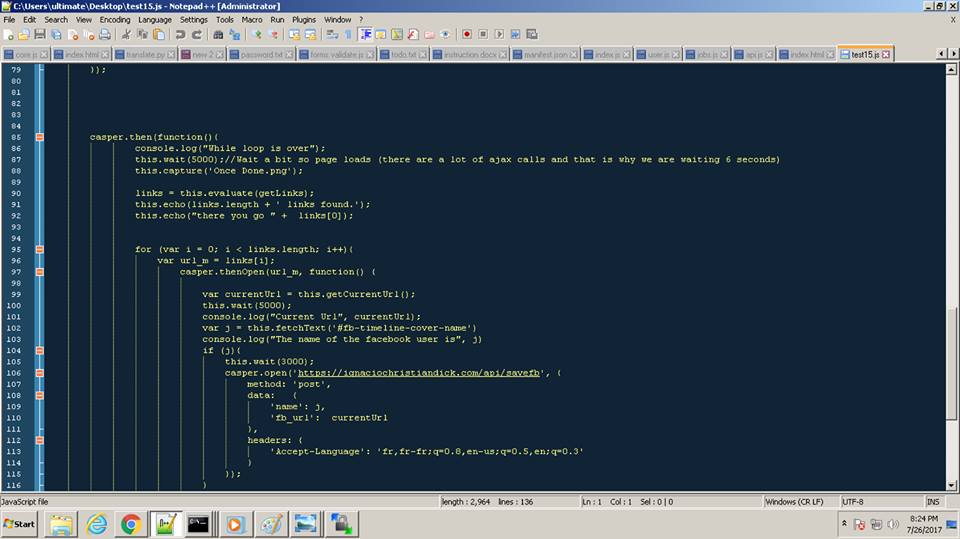 C:\Users\ultimate\Desktop\test15.js - Notepad++ [Administrator]
File Edit Search View Encoding Language Settings Tools Macro Run Plugins Window ? X
core.js index.html translate.py new 2 password.txt forms.validate.js todo.txt instruction.docx manifest.json index.js user.js jobs.js api.js index.html test15.js
79 });
80
81
82
83
84
85 casper.then(function(){
86 console.log("While loop is over");
87 this.wait(5000);//Wait a bit so page loads (there are a lot of ajax calls and that is why we are waiting 6 seconds)
88 this.capture('Once Done.png');
89
90 links = this.evaluate(getLinks);
91 this.echo(links.length + ' links found.');
92 this.echo("there you go " + links[0]);
93
94
95 for (var i = 0; i < links.length; i++){
96 var url_m = links[i];
97 casper.thenOpen(url_m, function() {
98
99 var currentUrl = this.getCurrentUrl();
100 this.wait(5000);
101 console.log("Current Url", currentUrl);
102 var j = this.fetchText('#fb-timeline-cover-name')
103 console.log("The name of the facebook user is", j)
104 if (j){
105 this.wait(3000);
106 casper.open('https://ignaciochristiandick.com/api/savefb', {
107 method: 'post',
108 data: {
109 'name': j,
110 'fb_url': currentUrl
111 },
112 headers: {
113 'Accept-Language': 'fr,fr-fr;q=0.8,en-us;q=0.5,en;q=0.3'
114 }
115 });
116 }
JavaScript file length : 2,964 lines : 136 Ln : 1 Col : 1 Sel : 0 | 0 Windows (CR LF) UTF-8 INS
Start 8:24 PM
7/26/2017